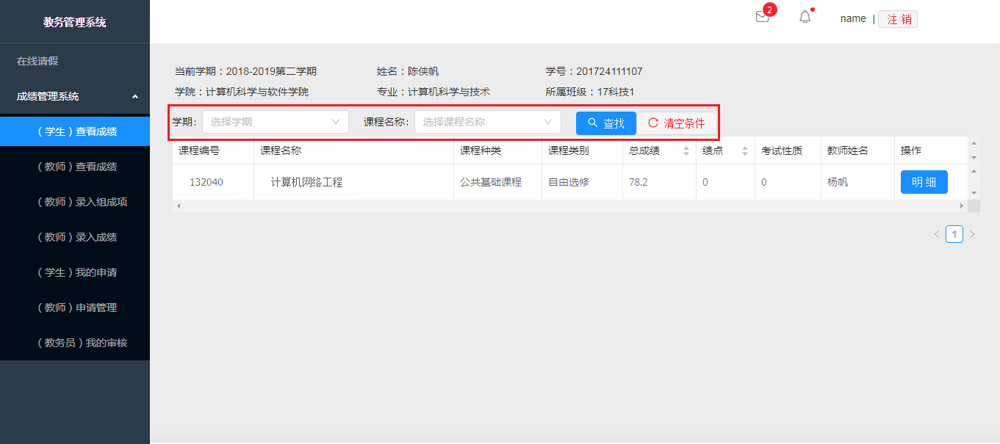 教务管理系统
2
name | 注 销
在线请假
成绩管理系统
（学生）查看成绩
（教师）查看成绩
（教师）录入组成项
（教师）录入成绩
（学生）我的申请
（教师）申请管理
（教务员）我的审核
当前学期：2018-2019第二学期 姓名：陈侠帆 学号：201724111107
学院：计算机科学与软件学院 专业：计算机科学与技术 所属班级：17科技1
学期: 选择学期 课程名称: 选择课程名称 查找 清空条件
课程编号 课程名称 课程种类 课程类别 总成绩 绩点 考试性质 教师姓名 操作
132040 计算机网络工程 公共基础课程 自由选修 78.2 0 0 杨帆 明 细
< 1 >